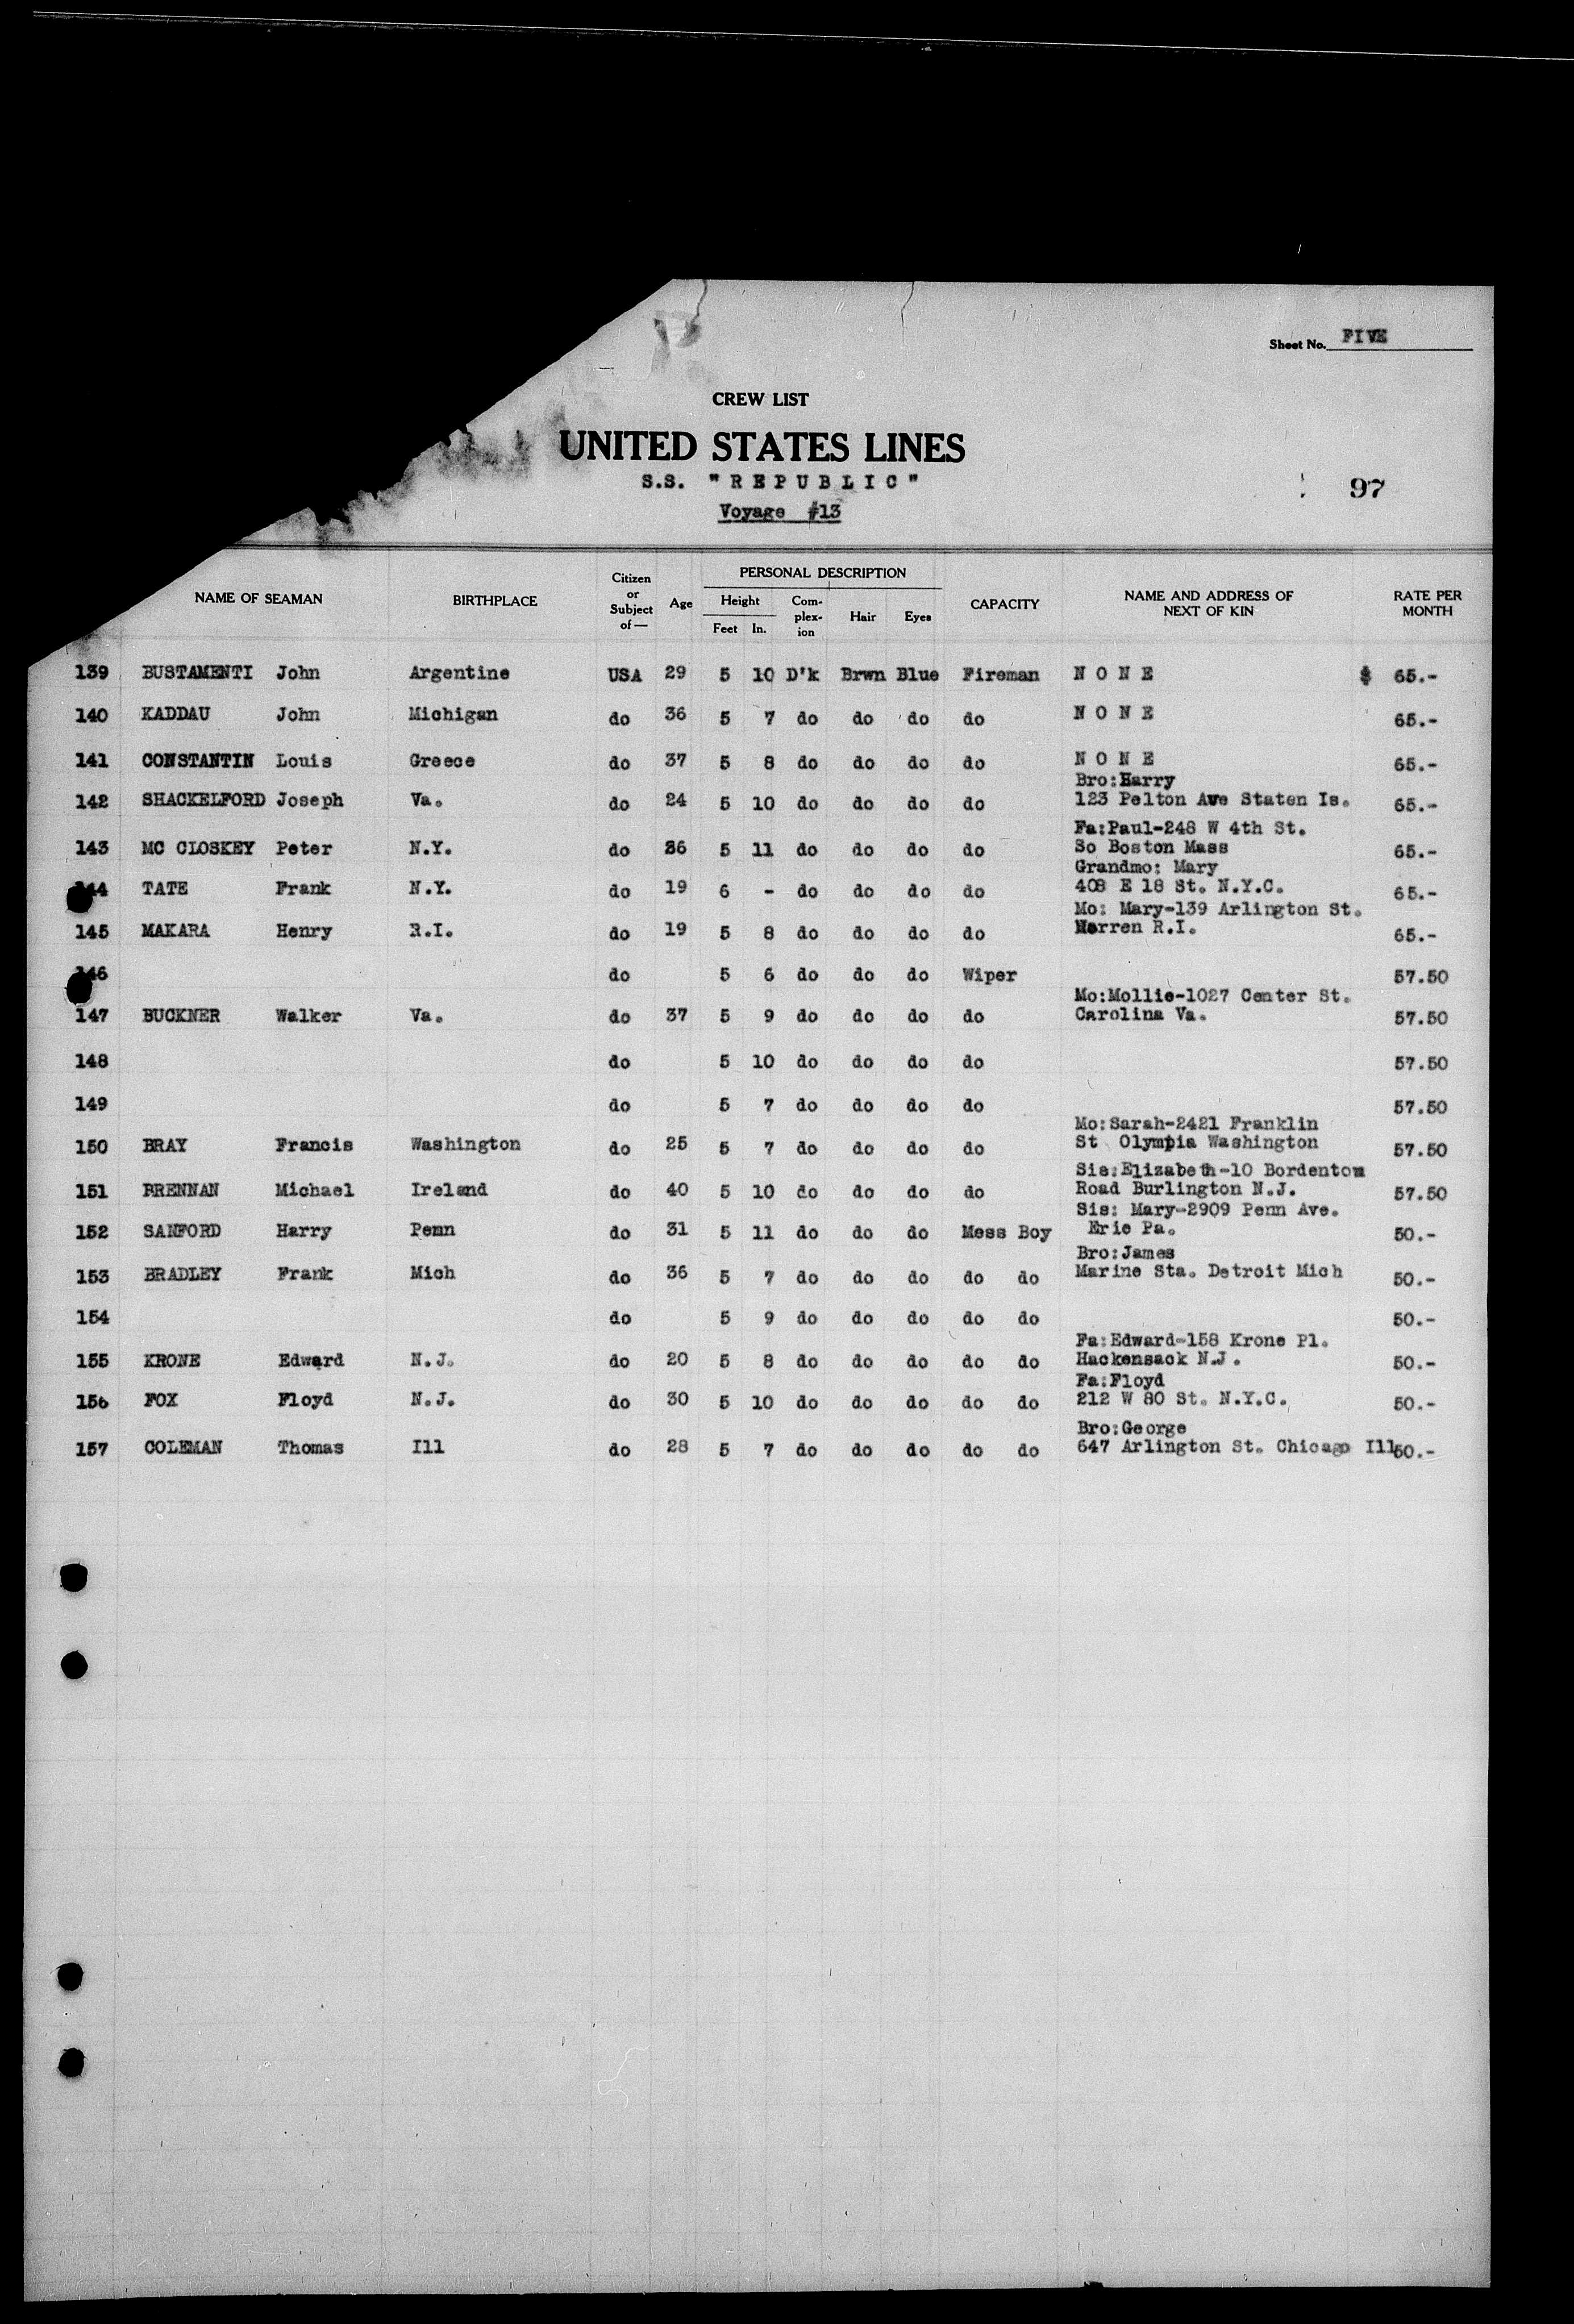 Sheet No. FIVE
CREW LIST
UNITED STATES LINES
S.S. "REPUBLIC"
97
Voyage #13
NAME OF SEAMAN BIRTHPLACE Citizen or Subject of— Age PERSONAL DESCRIPTION Height Feet In. Com-plex-ion Hair Eyes CAPACITY NAME AND ADDRESS OF NEXT OF KIN RATE PER MONTH
139 BUSTAMENTI John Argentine USA 29 5 10 D'k Brwn Blue Fireman N O N E $ 65.-
140 KADDAU John Michigan do 36 5 7 do do do do N O N E 65.-
141 CONSTANTIN Louis Greece do 37 5 8 do do do do N O N E 65.-
Bro:Harry
142 SHACKELFORD Joseph Va. do 24 5 10 do do do do 123 Pelton Ave Staten Is. 65.-
Fa:Paul-248 W 4th St.
143 MC CLOSKEY Peter N.Y. do 36 5 11 do do do do So Boston Mass 65.-
Grandmo: Mary
144 TATE Frank N.Y. do 19 6 - do do do do 408 E 18 St. N.Y.C. 65.-
Mo: Mary-139 Arlington St.
145 MAKARA Henry R.I. do 19 5 8 do do do do Warren R.I. 65.-
146 do 5 6 do do do Wiper 57.50
Mo:Mollie-1027 Center St.
147 BUCKNER Walker Va. do 37 5 9 do do do do Carolina Va. 57.50
148 do 5 10 do do do do 57.50
149 do 5 7 do do do do 57.50
Mo:Sarah-2421 Franklin
150 BRAY Francis Washington do 25 5 7 do do do do St Olympia Washington 57.50
Sis:Elizabeth-10 Bordentow
151 BRENNAN Michael Ireland do 40 5 10 do do do do Road Burlington N.J. 57.50
Sis: Mary-2909 Penn Ave.
152 SANFORD Harry Penn do 31 5 11 do do do Mess Boy Erie Pa. 50.-
Bro:James
153 BRADLEY Frank Mich do 36 5 7 do do do do do Marine Sta. Detroit Mich 50.-
154 do 5 9 do do do do do 50.-
Fa:Edward-158 Krone Pl.
155 KRONE Edward N.J. do 20 5 8 do do do do do Hackensack N.J. 50.-
Fa:Floyd
156 FOX Floyd N.J. do 30 5 10 do do do do do 212 W 80 St. N.Y.C. 50.-
Bro:George
157 COLEMAN Thomas Ill do 28 5 7 do do do do do 647 Arlington St. Chicago Ill 50.-